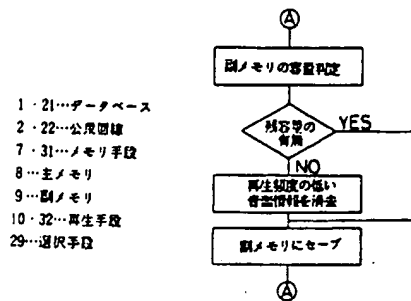 1・21…データベース
2・22…公衆回線
7・31…メモリ手段
8…主メモリ
9…副メモリ
10・32…再生手段
29…選択手段
A
副メモリの容量判定
残容量の
有無
YES
NO
再生頻度の低い
音楽情報を消去
副メモリにセーブ
A